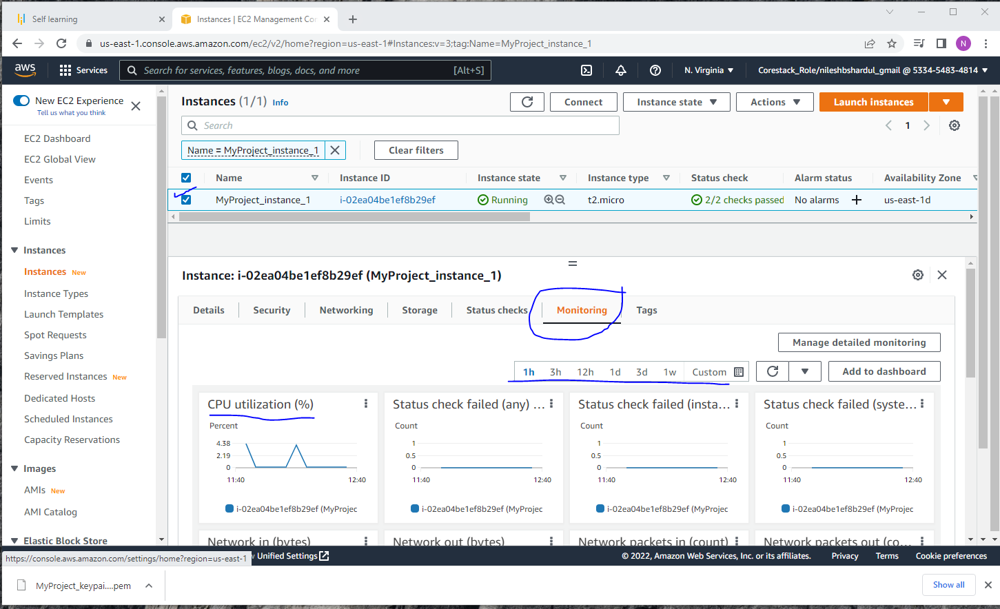 Self learning
Instances | EC2 Management Con
us-east-1.console.aws.amazon.com/ec2/v2/home?region=us-east-1#Instances:v=3;tag:Name=MyProject_instance_1
N
aws
Services
Search for services, features, blogs, docs, and more
[Alt+S]
N. Virginia
Corestack_Role/nileshbshardul_gmail @ 5334-5483-4814
New EC2 Experience
Tell us what you think
EC2 Dashboard
EC2 Global View
Events
Tags
Limits
Instances
Instances New
Instance Types
Launch Templates
Spot Requests
Savings Plans
Reserved Instances New
Dedicated Hosts
Scheduled Instances
Capacity Reservations
Images
AMIs New
AMI Catalog
Elastic Block Store
Instances (1/1) Info
Connect
Instance state
Actions
Launch instances
Search
1
Name = MyProject_instance_1
Clear filters
Name Instance ID Instance state Instance type Status check Alarm status Availability Zone
MyProject_instance_1 i-02ea04be1ef8b29ef Running t2.micro 2/2 checks passed No alarms us-east-1d
Instance: i-02ea04be1ef8b29ef (MyProject_instance_1)
Details Security Networking Storage Status checks Monitoring Tags
Manage detailed monitoring
1h 3h 12h 1d 3d 1w Custom
Add to dashboard
CPU utilization (%)
Percent
4.38
2.19
0
11:40 12:40
i-02ea04be1ef8b29ef (MyProjec
Status check failed (any) ...
Count
1
0.5
0
11:40 12:40
i-02ea04be1ef8b29ef (MyProjec
Status check failed (insta...
Count
1
0.5
0
11:40 12:40
i-02ea04be1ef8b29ef (MyProjec
Status check failed (syste...
Count
1
0.5
0
11:40 12:40
i-02ea04be1ef8b29ef (MyProjec
Network in (bytes)
Network out (bytes)
Network packets in (count)
Network packets out (co...
https://console.aws.amazon.com/settings/home?region=us-east-1
Unified Settings
© 2022, Amazon Web Services, Inc. or its affiliates.
Privacy
Terms
Cookie preferences
MyProject_keypai....pem
Show all